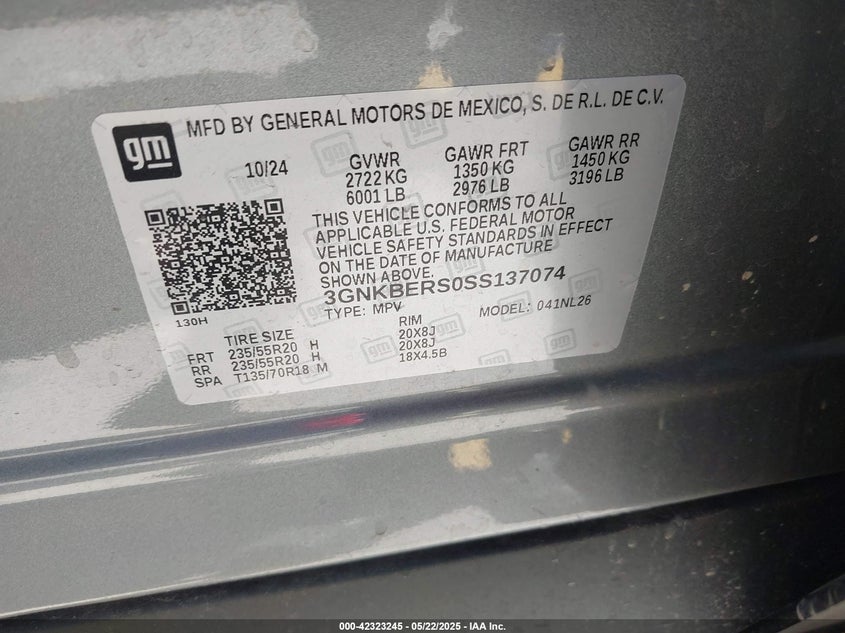 gm
MFD BY GENERAL MOTORS DE MEXICO, S. DE R.L. DE C.V.
10/24
GVWR
2722 KG
6001 LB
GAWR FRT
1350 KG
2976 LB
GAWR RR
1450 KG
3196 LB
THIS VEHICLE CONFORMS TO ALL
APPLICABLE U.S. FEDERAL MOTOR
VEHICLE SAFETY STANDARDS IN EFFECT
ON THE DATE OF MANUFACTURE
SHOWN ABOVE.
3GNKBERS0SS137074
TYPE: MPV
MODEL: 041NL26
130H
TIRE SIZE
RIM
FRT 235/55R20 H 20X8J
RR 235/55R20 H 20X8J
SPA T135/70R18 M 18X4.5B
000-42323245 - 05/22/2025 - IAA Inc.